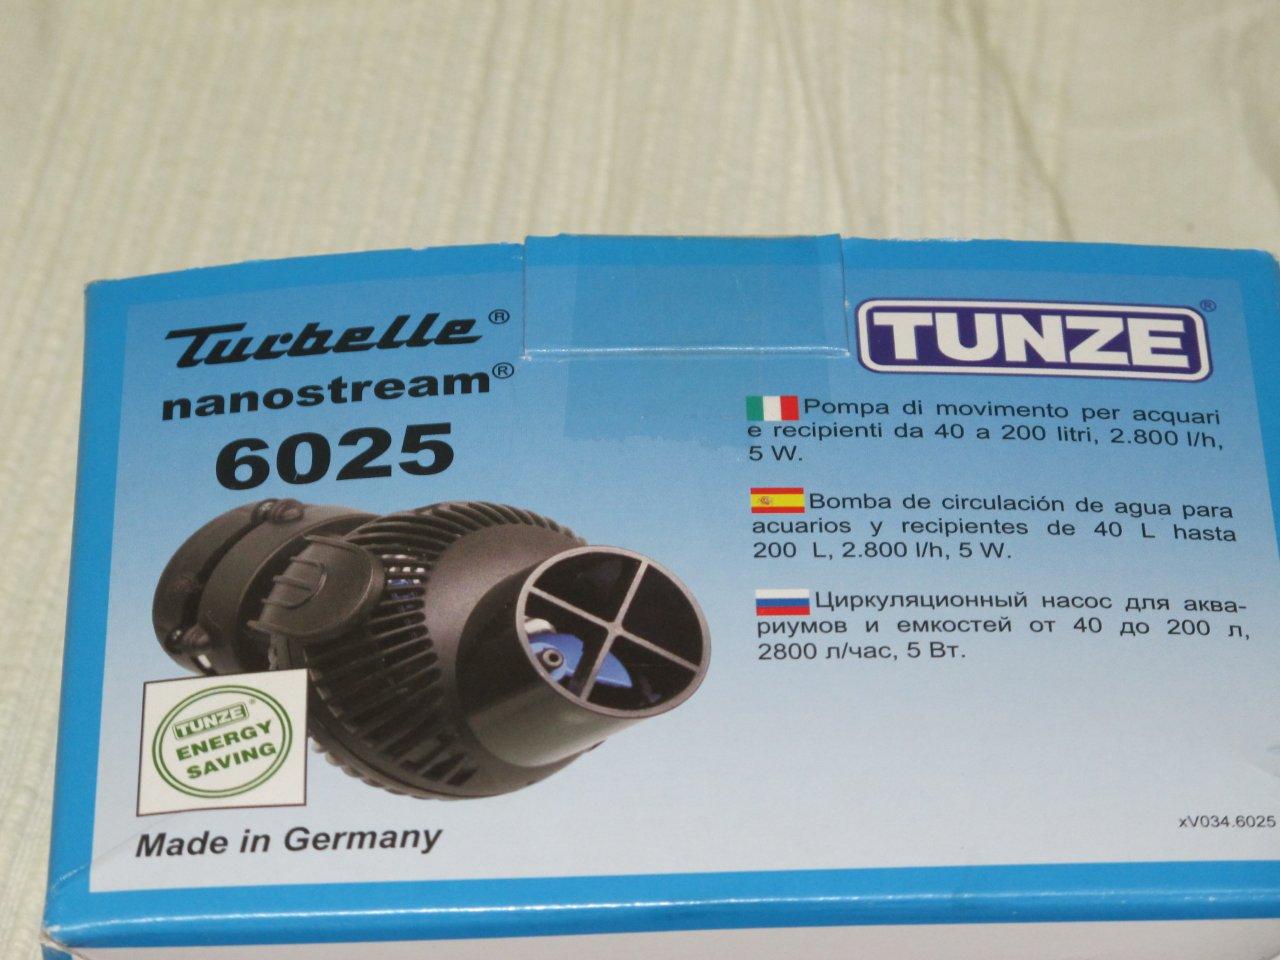 Turbelle®
nanostream®
6025
TUNZE®
Pompa di movimento per acquari
e recipienti da 40 a 200 litri, 2.800 l/h,
5 W.
Bomba de circulación de agua para
acuarios y recipientes de 40 L hasta
200 L, 2.800 l/h, 5 W.
Циркуляционный насос для аква-
риумов и емкостей от 40 до 200 л,
2800 л/час, 5 Вт.
TUNZE®
ENERGY
SAVING
Made in Germany
xV034.6025